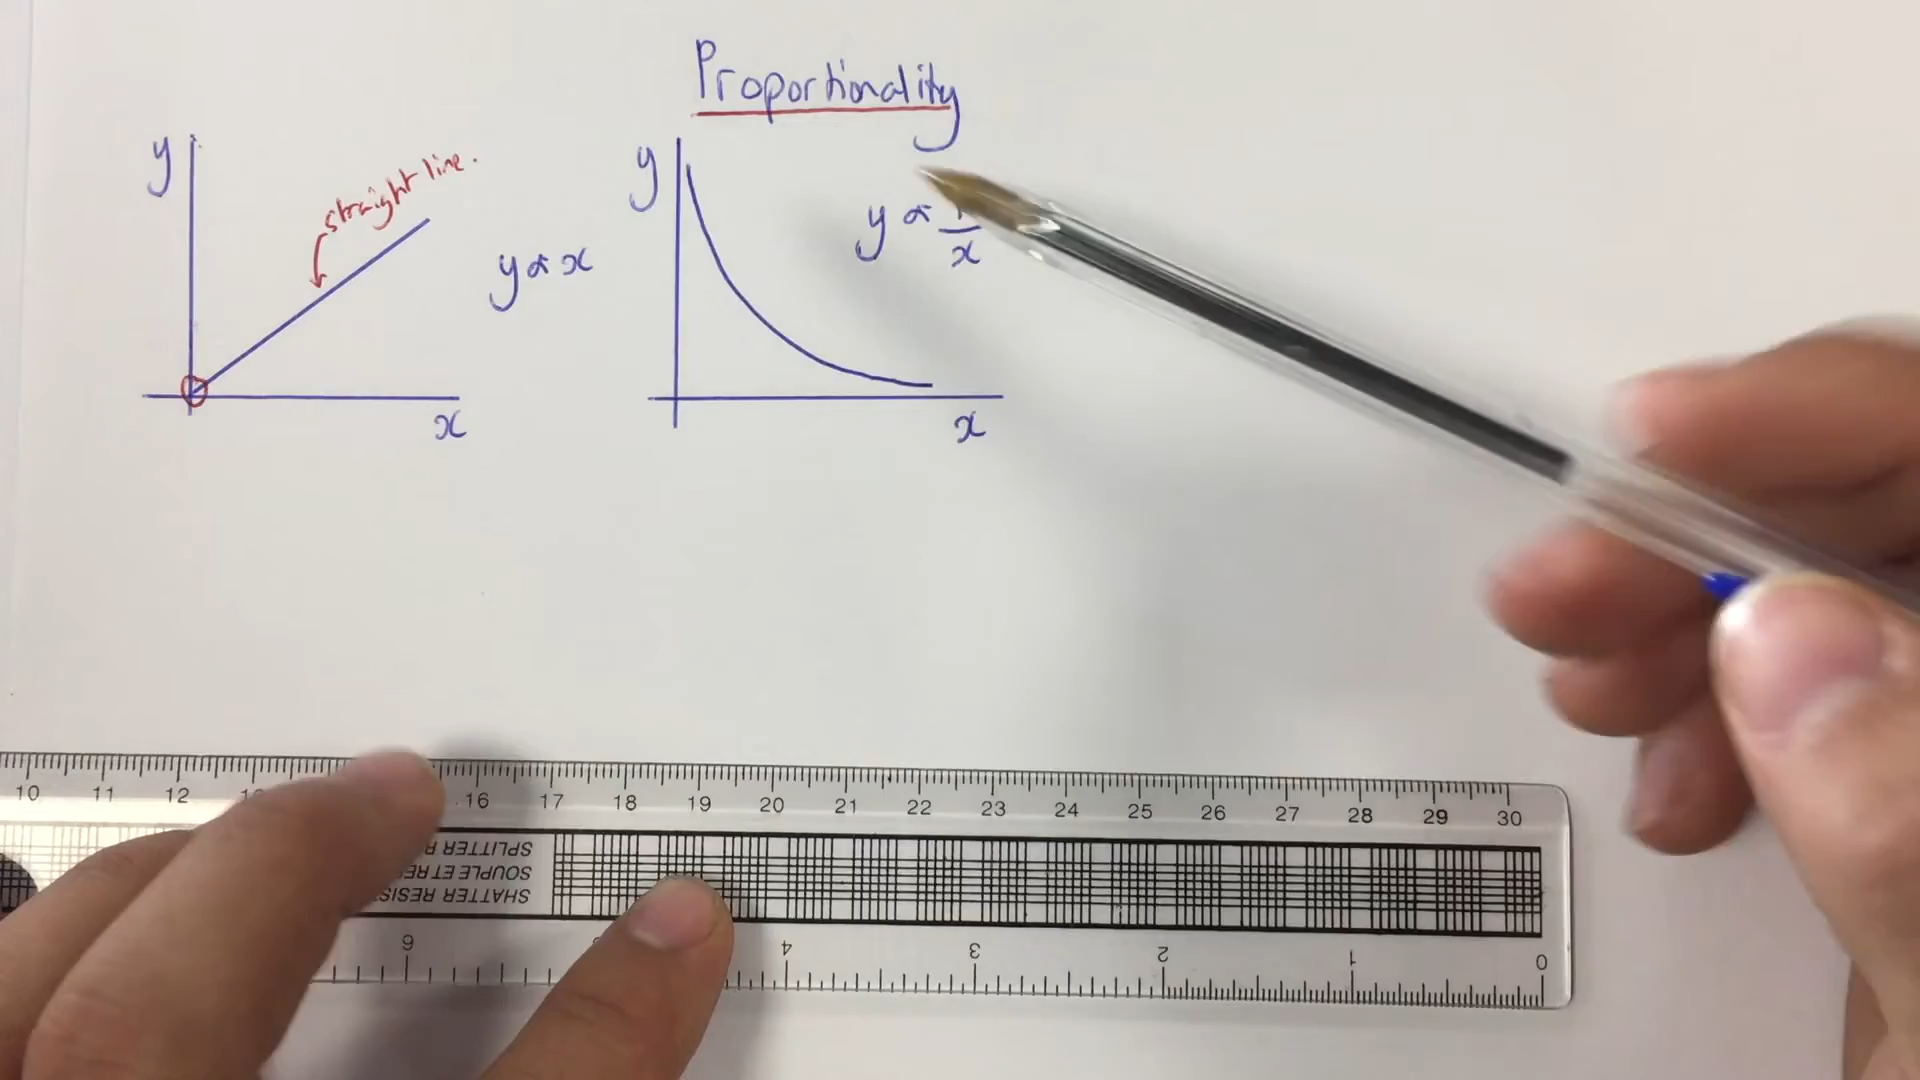 Proportionality
y
straight line.
y ∝ x
x
y
y ∝
x
x
10 11 12 16 17 18 19 20 21 22 23 24 25 26 27 28 29 30
SPLITTER
SOUPLE ET RE
SHATTER RESIS
6 4 3 2 1 0